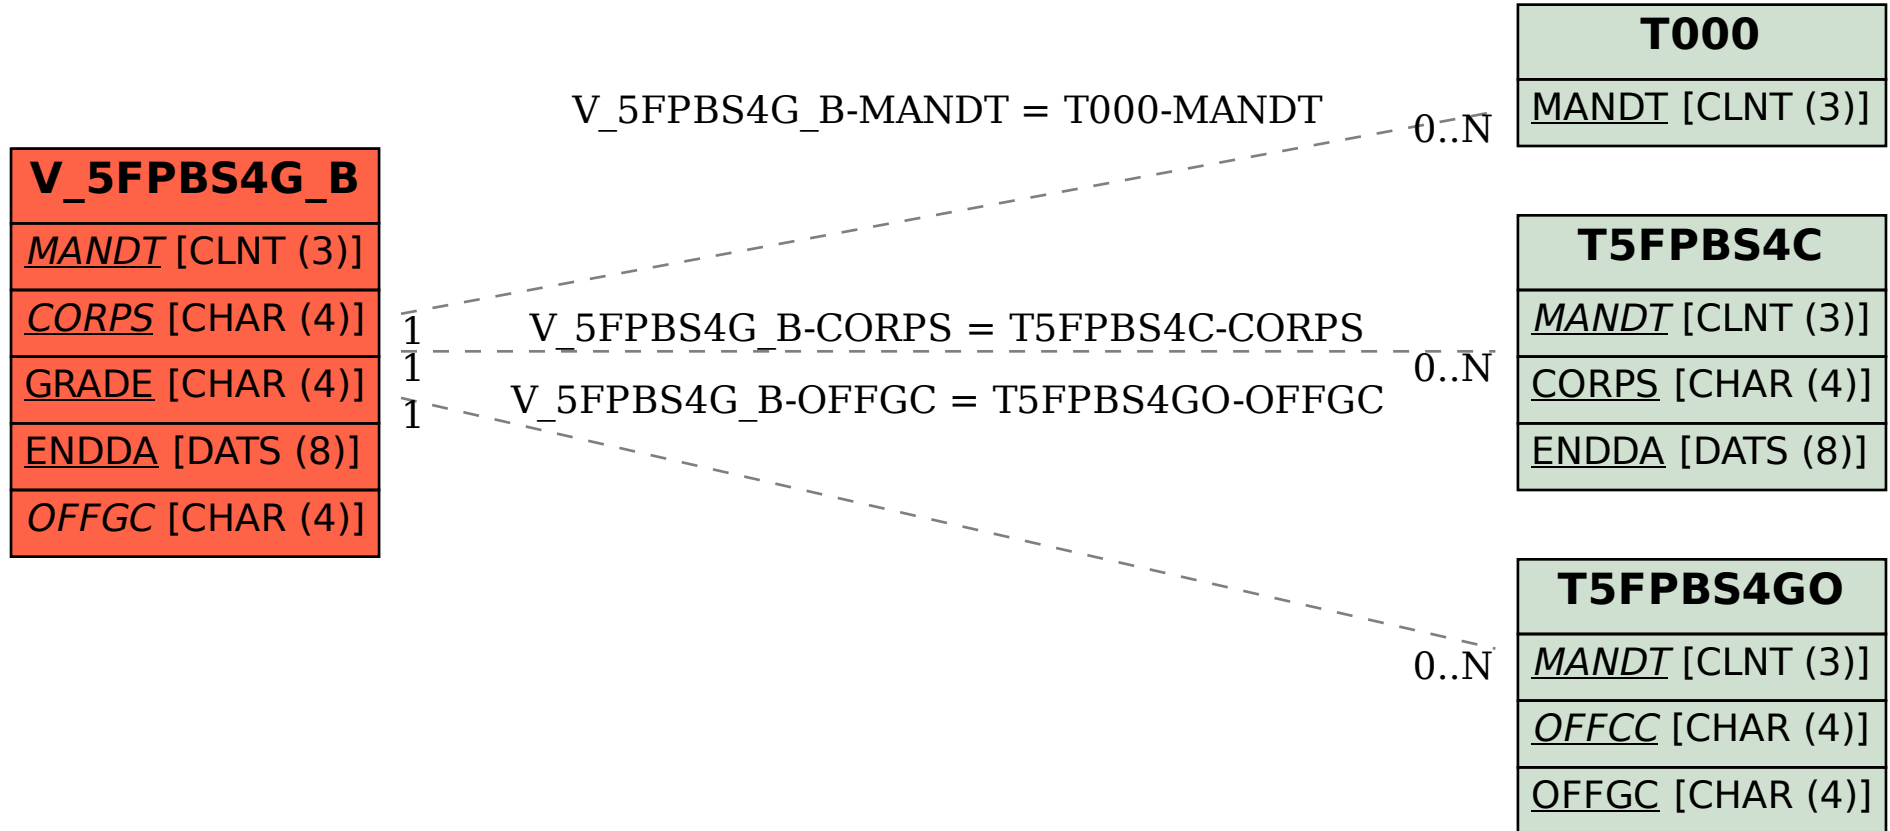 V_5FPBS4G_B
MANDT [CLNT (3)]
CORPS [CHAR (4)]
GRADE [CHAR (4)]
ENDDA [DATS (8)]
OFFGC [CHAR (4)]
V_5FPBS4G_B-MANDT = T000-MANDT
0..N
1
V_5FPBS4G_B-CORPS = T5FPBS4C-CORPS
1
0..N
1
V_5FPBS4G_B-OFFGC = T5FPBS4GO-OFFGC
0..N
T000
MANDT [CLNT (3)]
T5FPBS4C
MANDT [CLNT (3)]
CORPS [CHAR (4)]
ENDDA [DATS (8)]
T5FPBS4GO
MANDT [CLNT (3)]
OFFCC [CHAR (4)]
OFFGC [CHAR (4)]